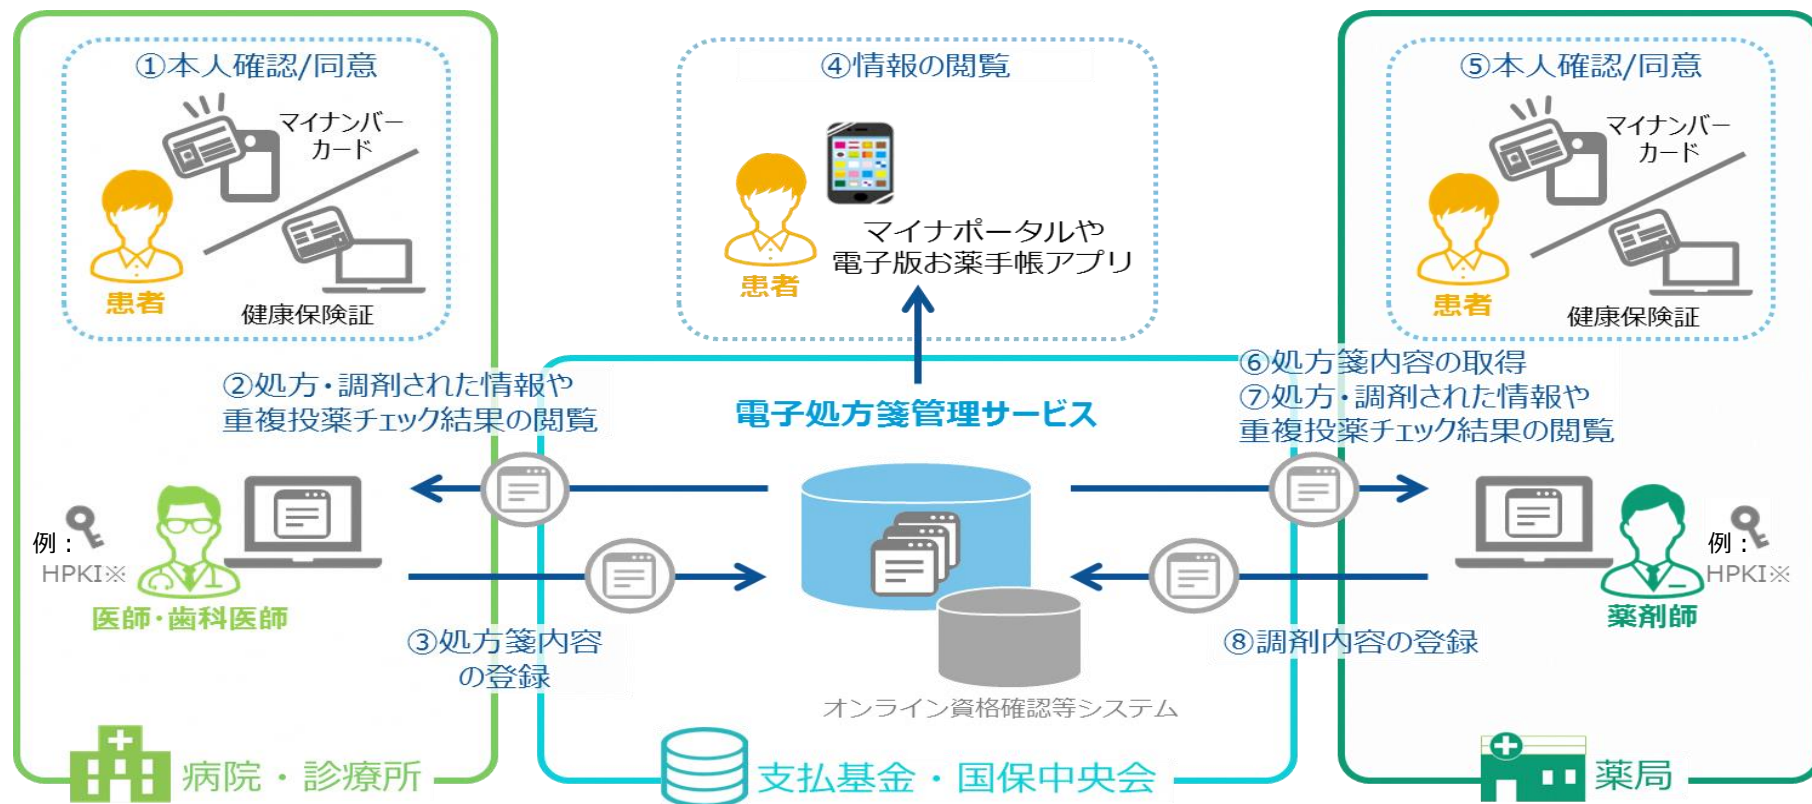 ①本人確認/同意
マイナンバー
カード
患者
健康保険証
②処方・調剤された情報や
重複投薬チェック結果の閲覧
例：
HPKI※
医師・歯科医師
③処方箋内容
の登録
病院・診療所
④情報の閲覧
マイナポータルや
電子版お薬手帳アプリ
患者
電子処方箋管理サービス
オンライン資格確認等システム
支払基金・国保中央会
⑤本人確認/同意
マイナンバー
カード
患者
健康保険証
⑥処方箋内容の取得
⑦処方・調剤された情報や
重複投薬チェック結果の閲覧
例：
HPKI※
薬剤師
⑧調剤内容の登録
薬局